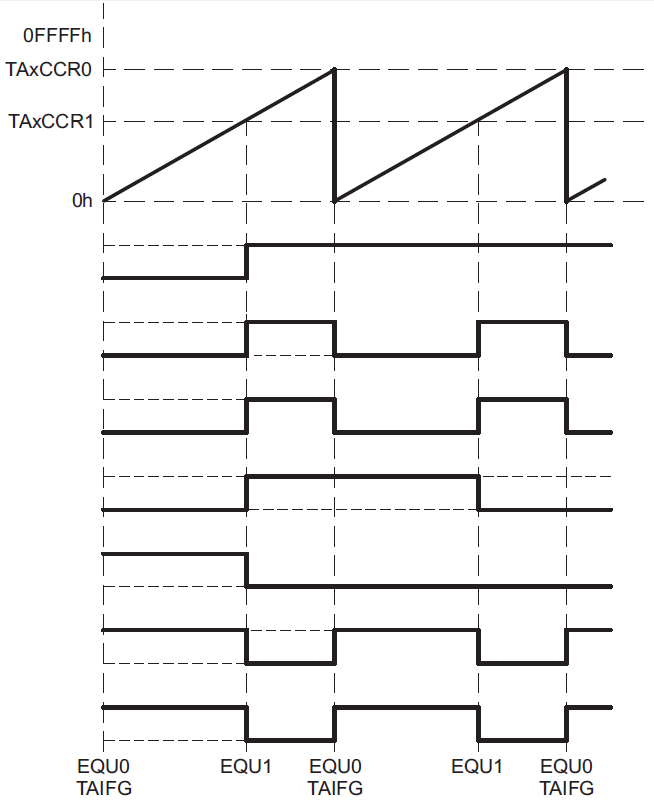 0FFFFh
TAxCCR0
TAxCCR1
0h
EQU0 EQU1 EQU0 EQU1 EQU0
TAIFG TAIFG TAIFG